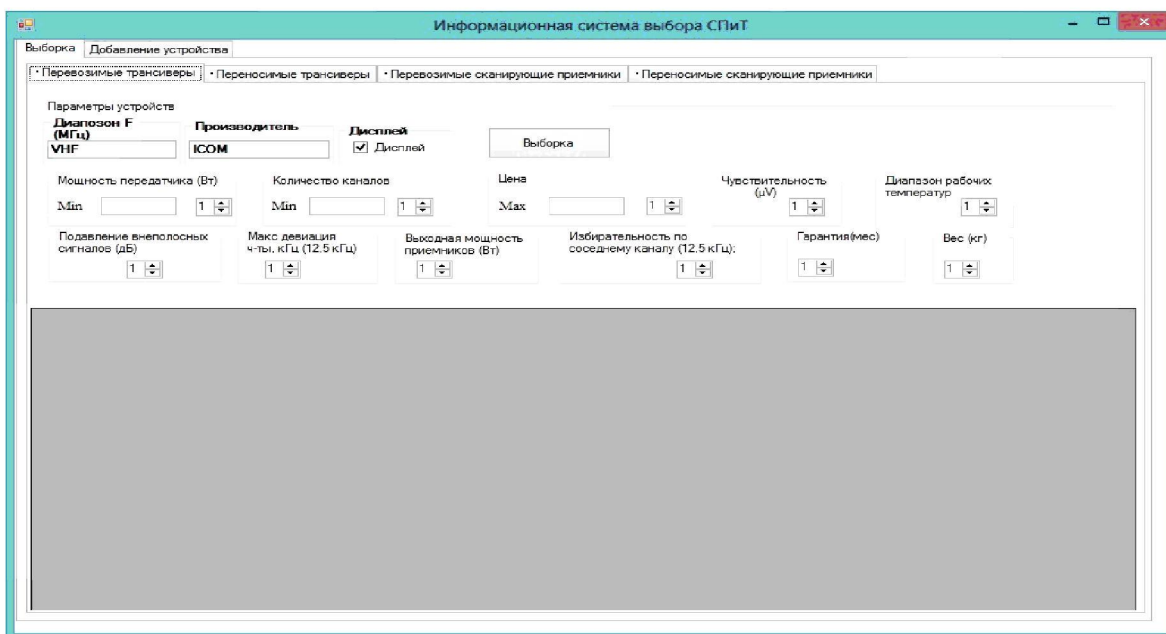 Информационная система выбора СПиТ
Выборка Добавление устройства
• Перевозимые трансиверы • Переносимые трансиверы • Перевозимые сканирующие приемники • Переносимые сканирующие приемники
Параметры устройств
Диапозон F
(МГц)
Производитель
Дисплей
VHF
ICOM
Дисплей
Выборка
Мощность передатчика (Вт)
Min 1
Количество каналов
Min 1
Цена
Max 1
Чувствительность
(μV)
1
Диапазон рабочих
температур
1
Подавление внеполосных
сигналов (дБ)
1
Макс девиация
ч-ты, кГц (12,5 кГц)
1
Выходная мощность
приемников (Вт)
1
Избирательность по
соседнему каналу (12,5 кГц);
1
Гарантия(мес)
1
Вес (кг)
1